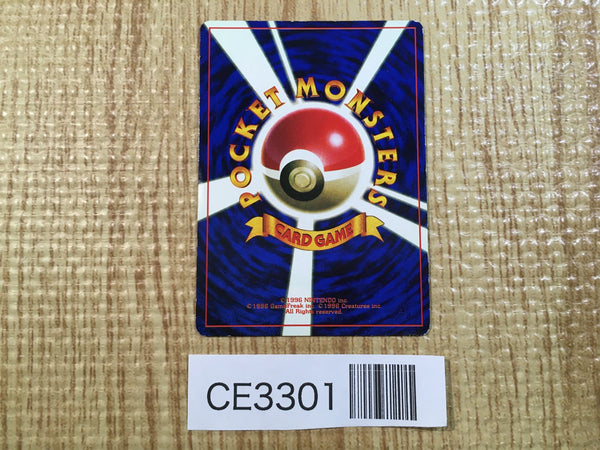 POCKET MONSTERS
CARD GAME
©1996 NINTENDO inc.
©1996 GameFreak inc. ©1996 Creatures inc.
All Rights reserved.
CE3301